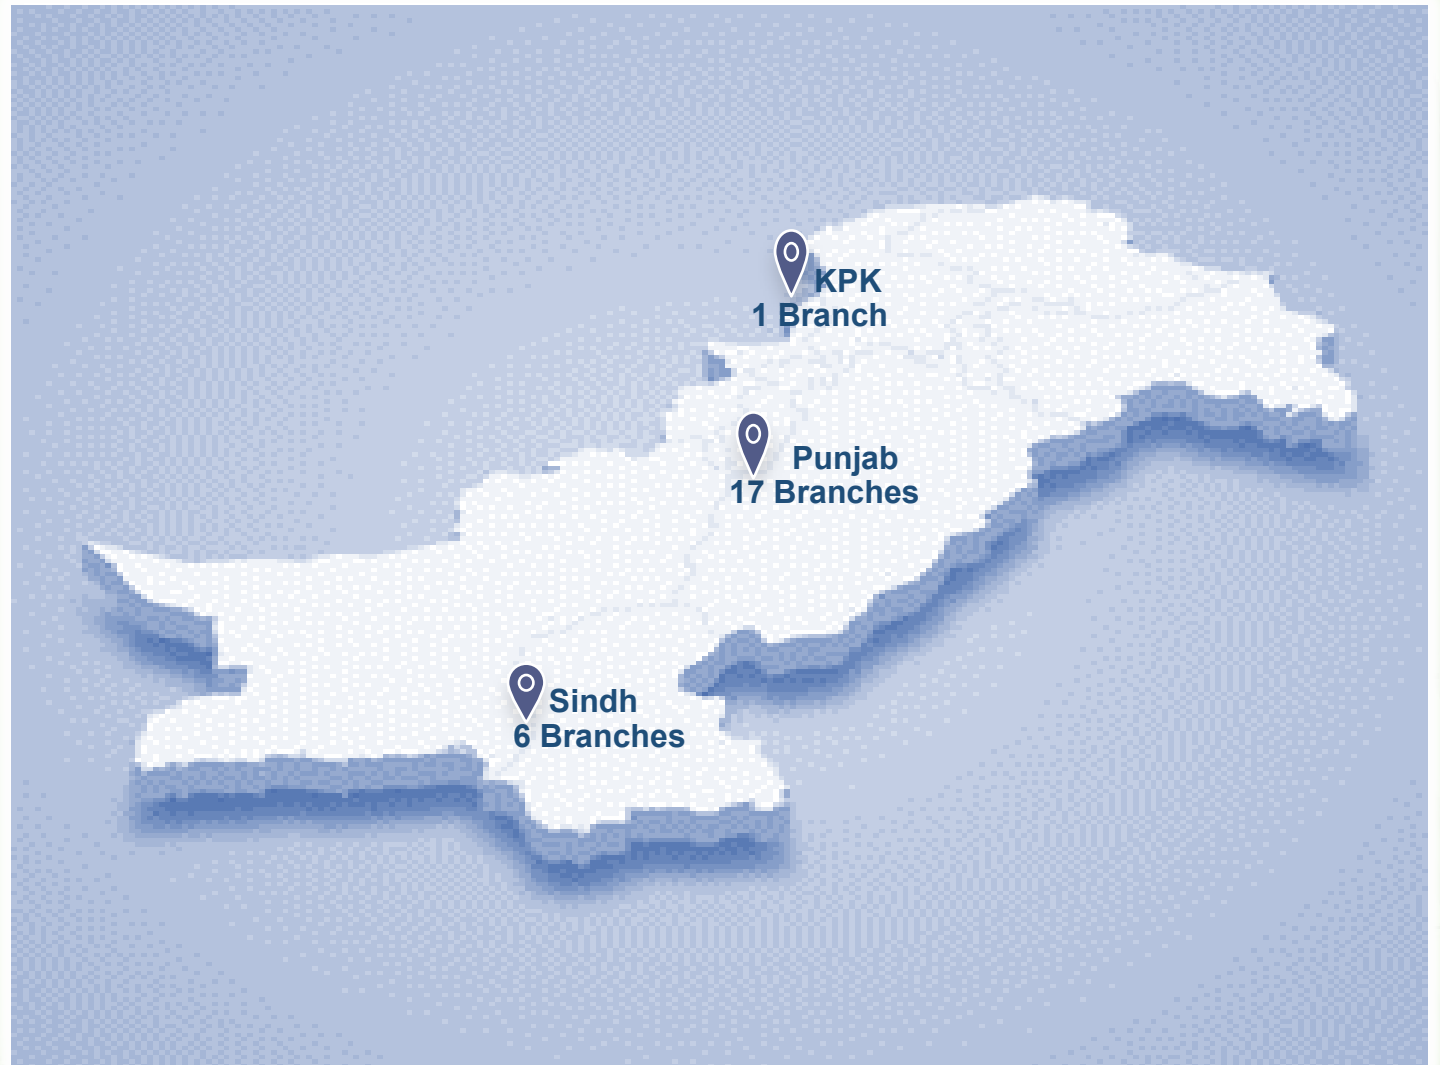 KPK
1 Branch
Punjab
17 Branches
Sindh
6 Branches